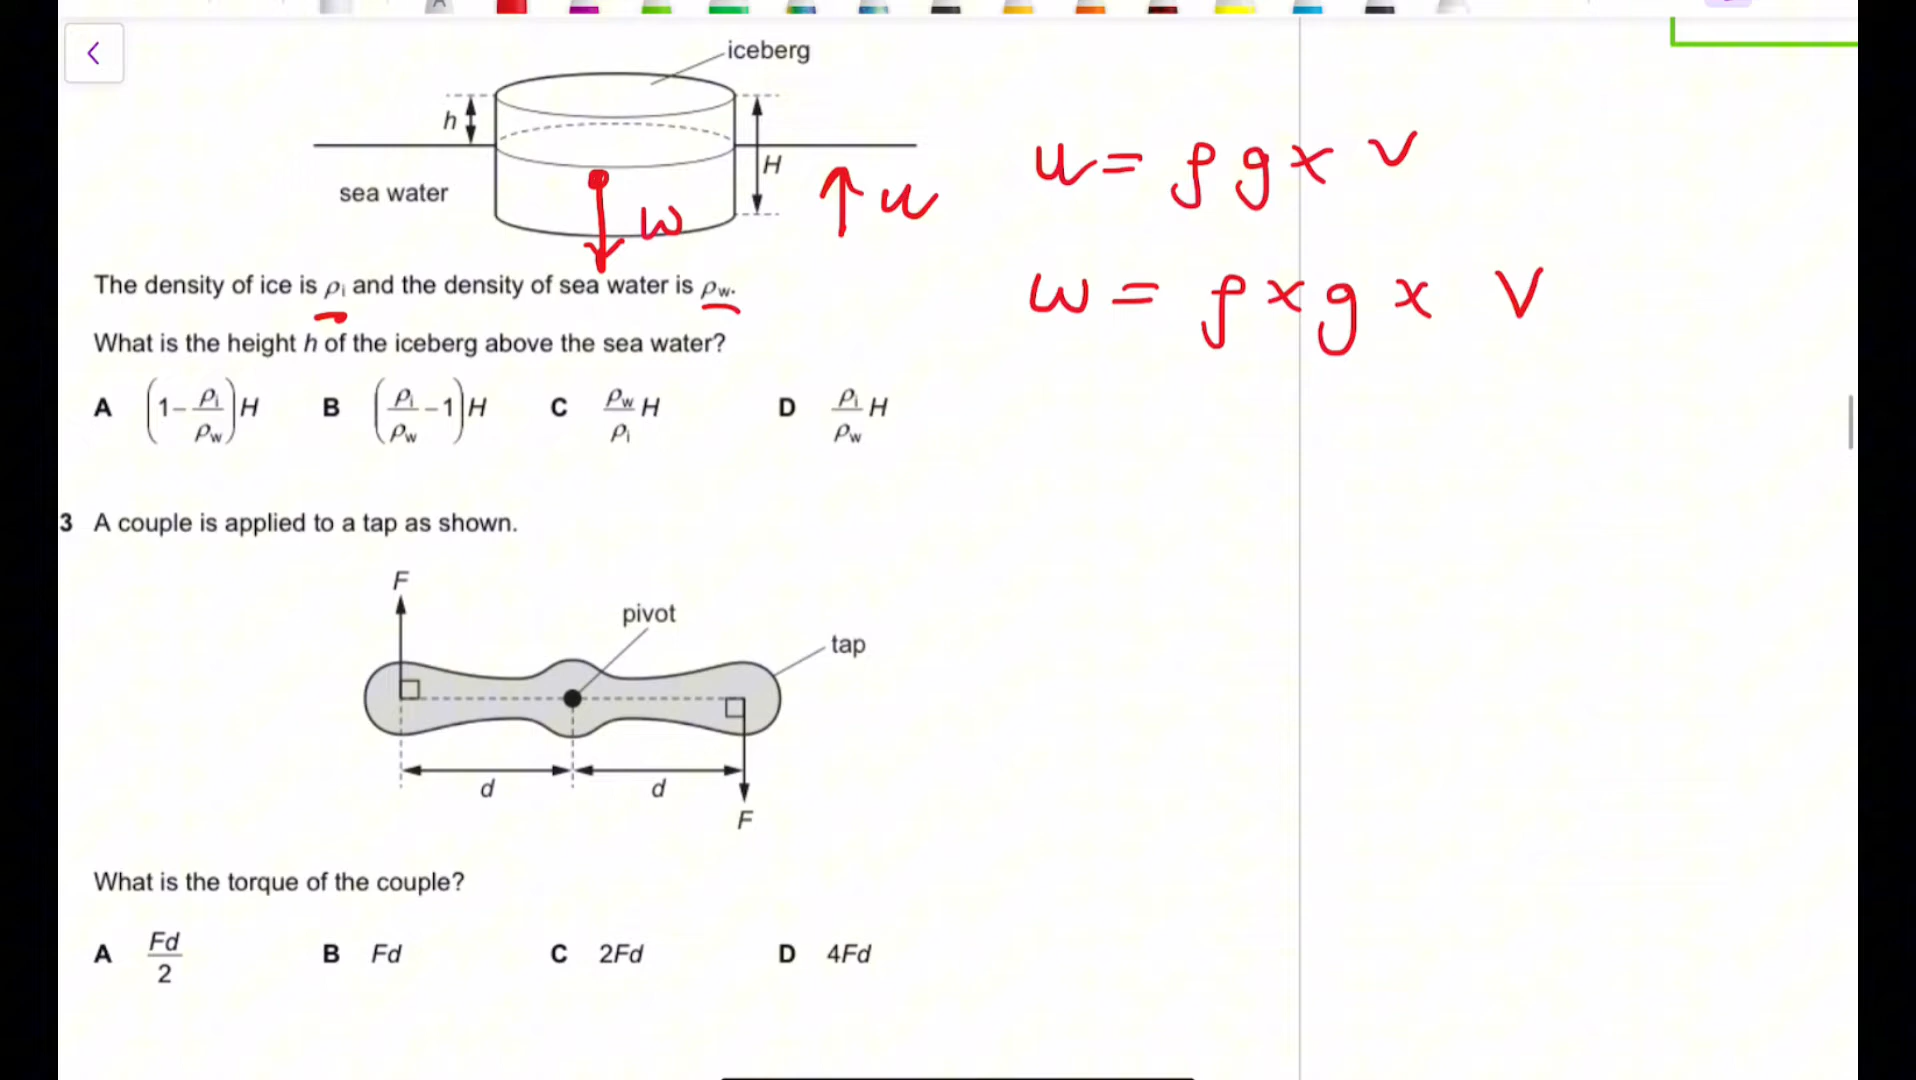 iceberg
h
H
sea water
w
↑ u
u = ρ g x v
w = ρ x g x V
The density of ice is ρi and the density of sea water is ρw.
What is the height h of the iceberg above the sea water?
A (1 − ρi/ρw)H B (ρi/ρw − 1)H C ρw/ρi H D ρi/ρw H
3 A couple is applied to a tap as shown.
F
pivot
tap
d d
F
What is the torque of the couple?
A Fd/2 B Fd C 2Fd D 4Fd